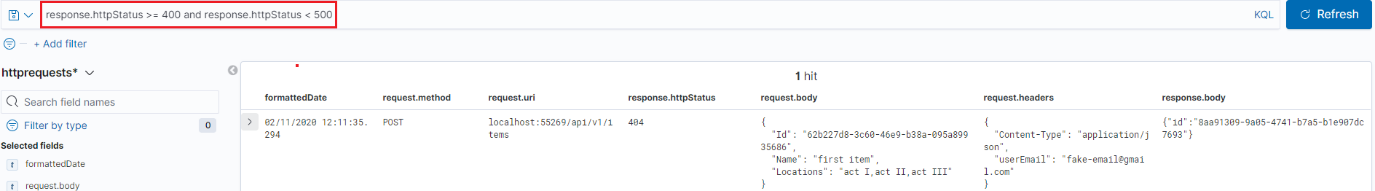 response.httpStatus >= 400 and response.httpStatus < 500
KQL
Refresh
+ Add filter
httprequests*
1 hit
Search field names
formattedDate request.method request.uri response.httpStatus request.body request.headers response.body
Filter by type 0
02/11/2020 12:11:35.
294
POST
localhost:55269/api/v1/i
tems
404
{
"Id": "62b227d8-3c60-46e9-b38a-095a899
35686",
"Name": "first item",
"Locations": "act I,act II,act III"
}
{
"Content-Type": "application/j
son",
"userEmail": "fake-email@gmai
l.com"
}
{"id":"8aa91309-9a05-4741-b7a5-b1e907dc
7693"}
Selected fields
t formattedDate
t request.body